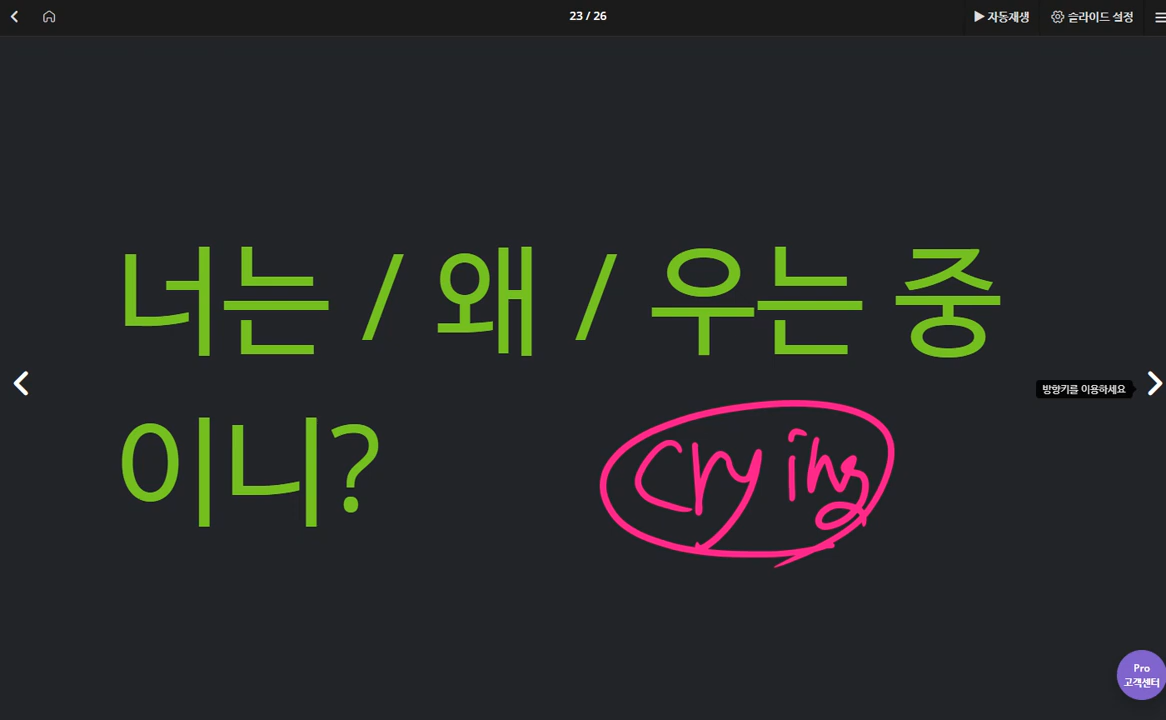 23 / 26
▶ 자동재생
슬라이드 설정
너는 / 왜 / 우는 중
방향키를 이용하세요
이니?
crying
Pro
고객센터